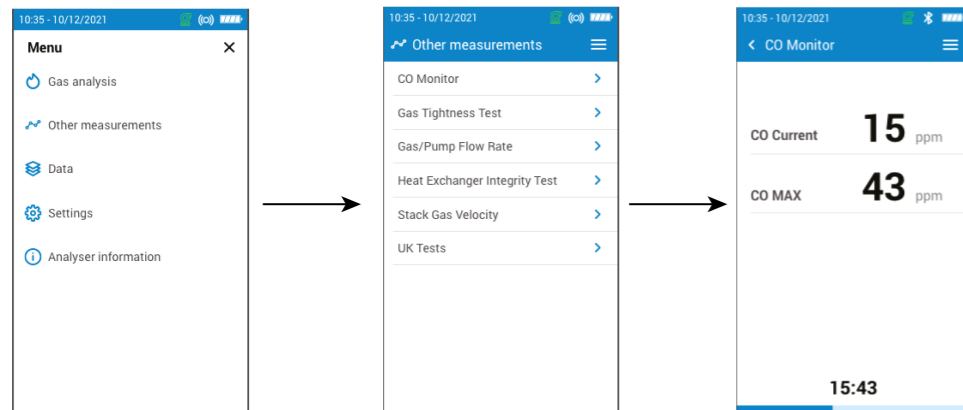 10:35 - 10/12/2021
Menu
Gas analysis
Other measurements
Data
Settings
Analyser information
10:35 - 10/12/2021
Other measurements
CO Monitor
Gas Tightness Test
Gas/Pump Flow Rate
Heat Exchanger Integrity Test
Stack Gas Velocity
UK Tests
10:35 - 10/12/2021
CO Monitor
CO Current 15 ppm
CO MAX 43 ppm
15:43